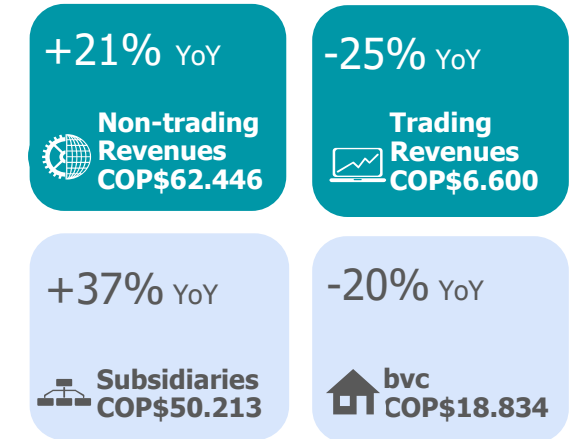 +21% YoY
Non-trading
Revenues
COP$62.446
-25% YoY
Trading
Revenues
COP$6.600
+37% YoY
Subsidiaries
COP$50.213
-20% YoY
bvc
COP$18.834